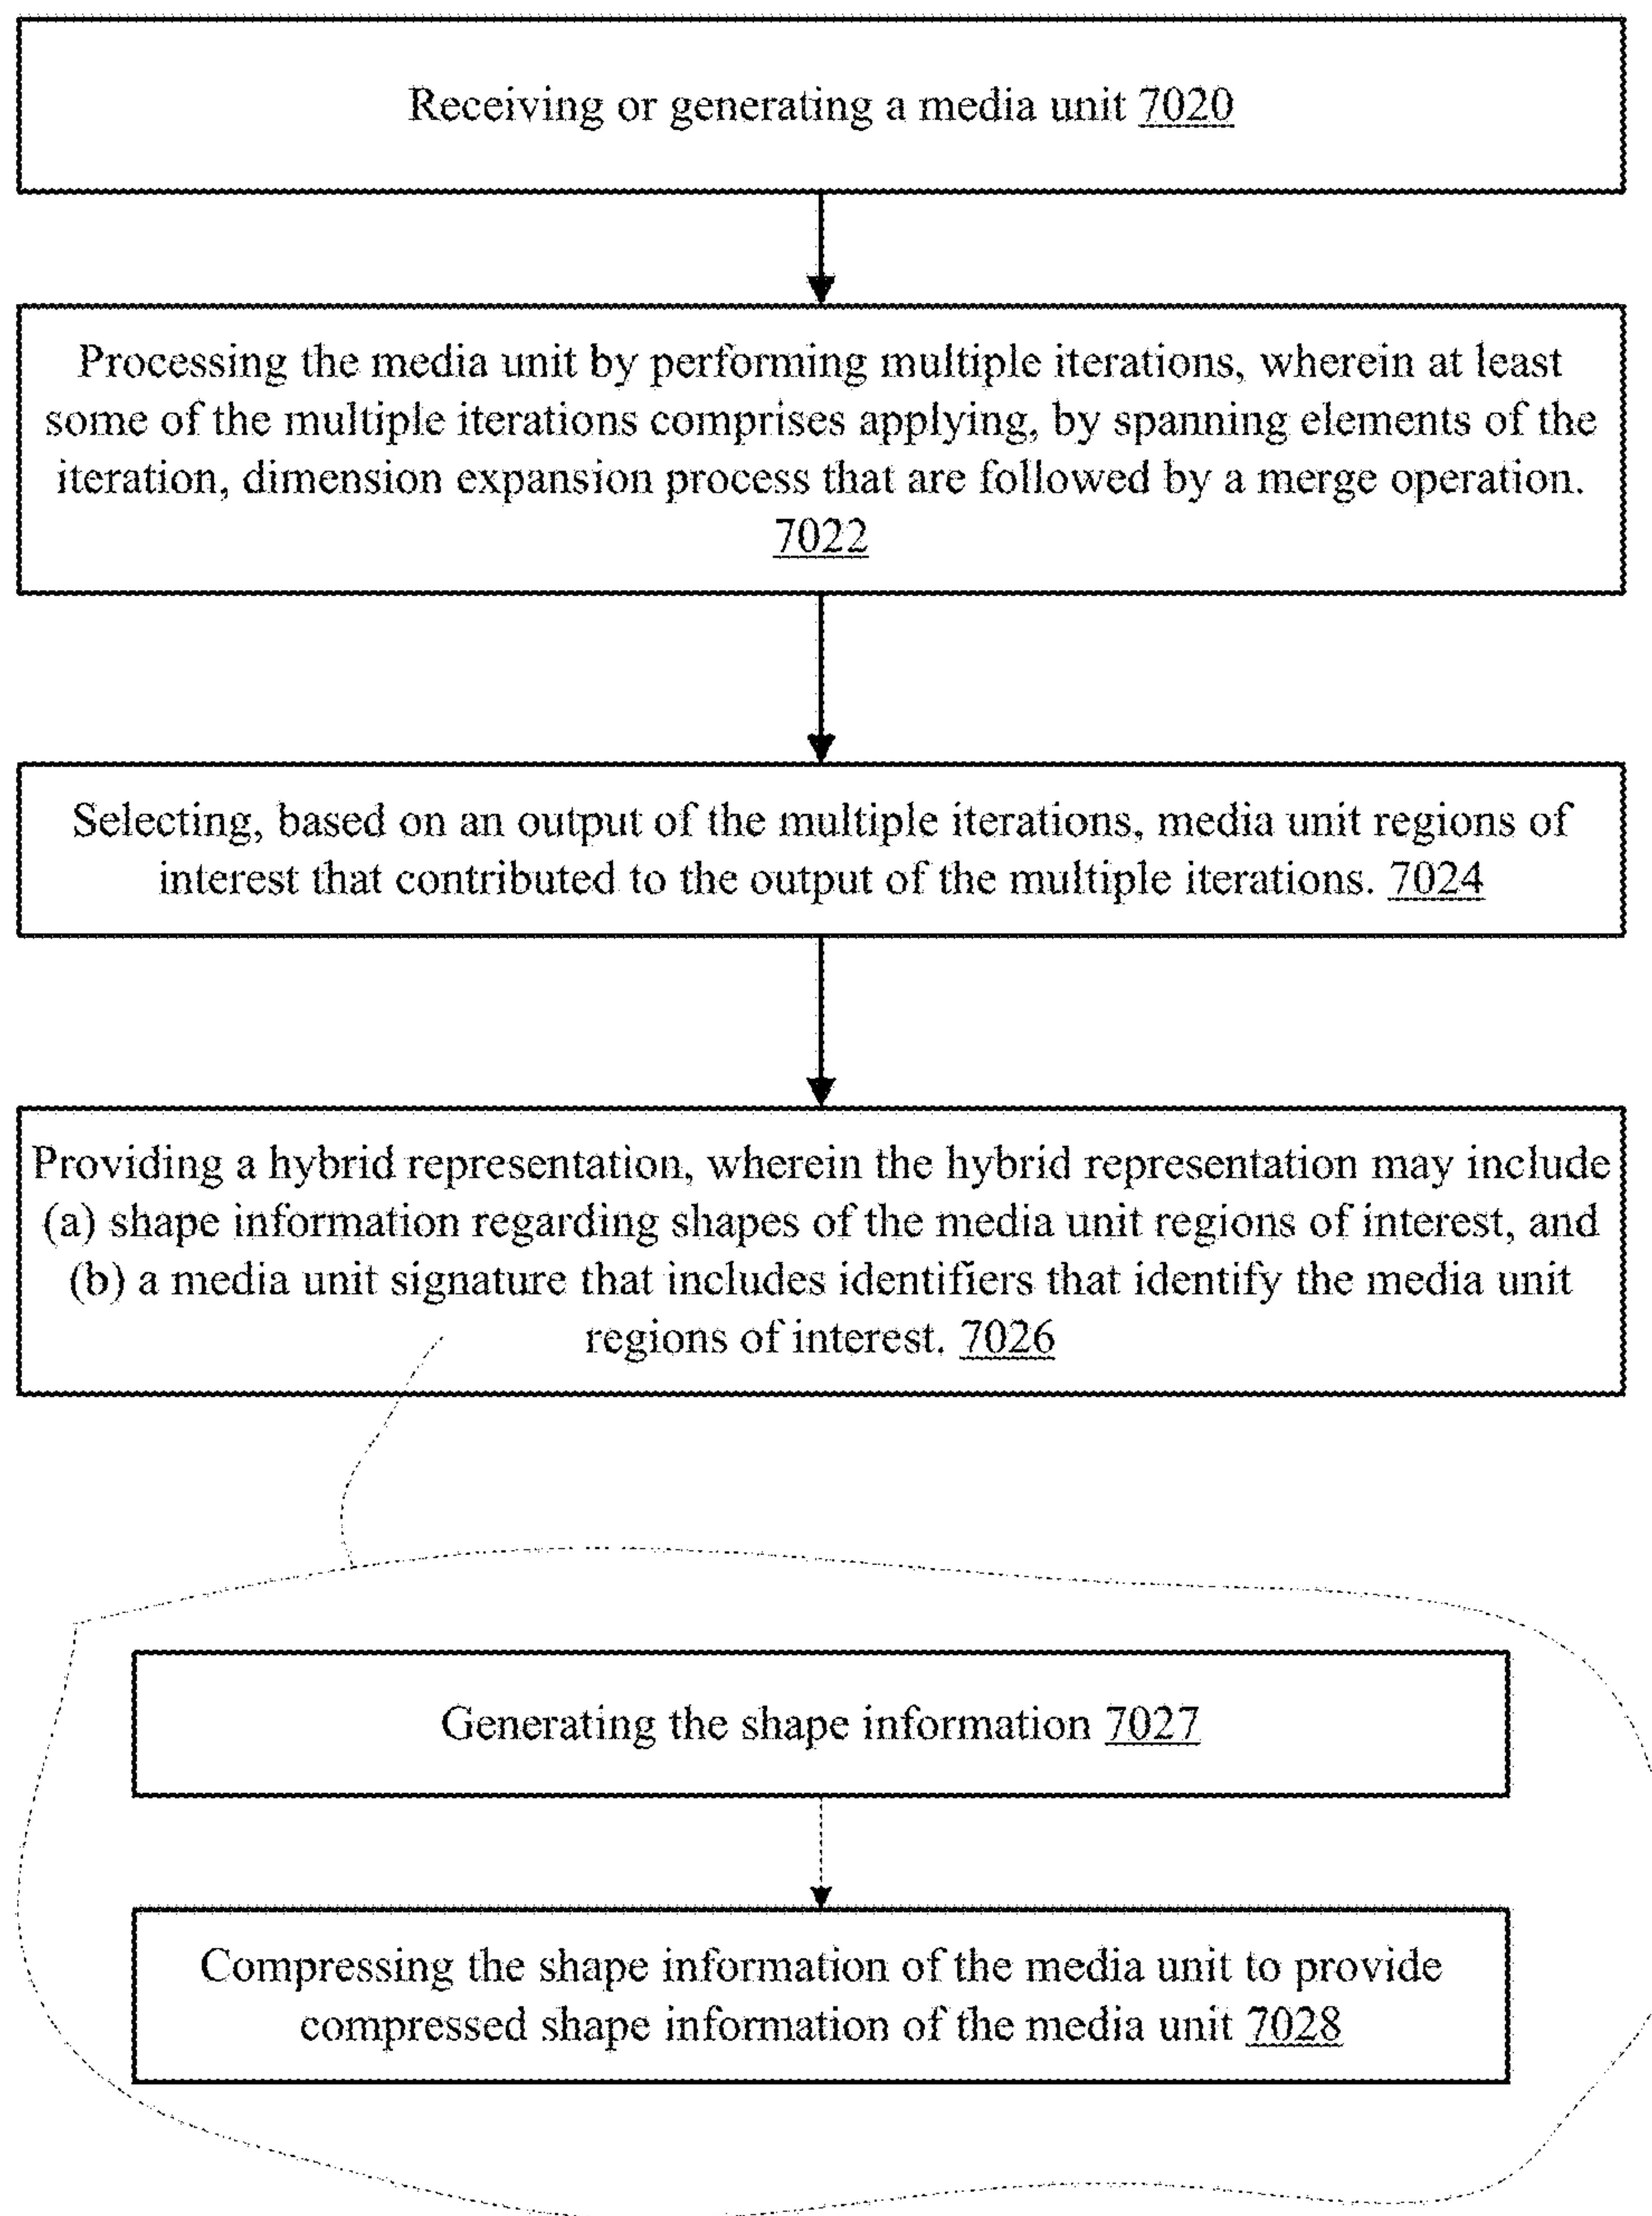 Receiving or generating a media unit 7020
Processing the media unit by performing multiple iterations, wherein at least
some of the multiple iterations comprises applying, by spanning elements of the
iteration, dimension expansion process that are followed by a merge operation.
7022
Selecting, based on an output of the multiple iterations, media unit regions of
interest that contributed to the output of the multiple iterations. 7024
Providing a hybrid representation, wherein the hybrid representation may include
(a) shape information regarding shapes of the media unit regions of interest, and
(b) a media unit signature that includes identifiers that identify the media unit
regions of interest. 7026
Generating the shape information 7027
Compressing the shape information of the media unit to provide
compressed shape information of the media unit 7028